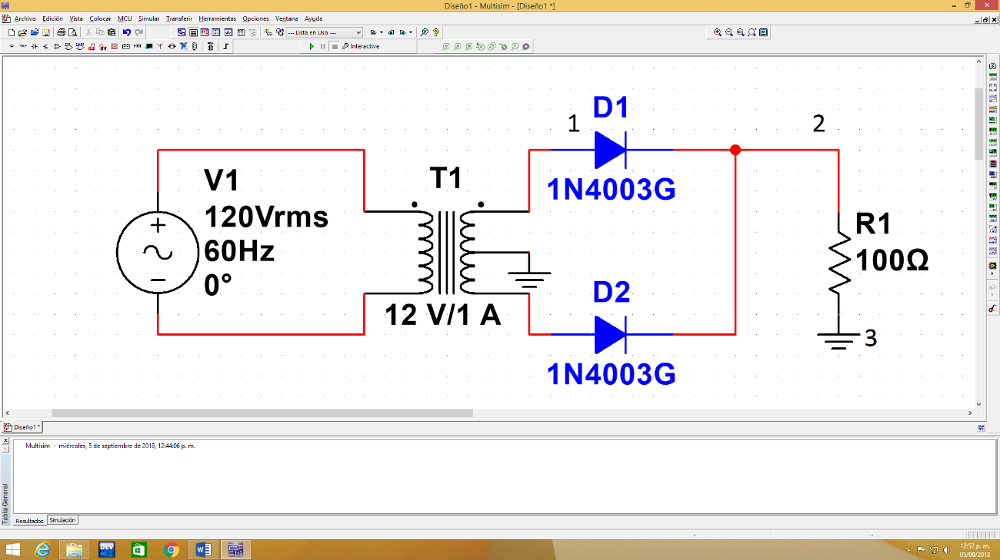 Diseño1 - Multisim - [Diseño1 *]
Archivo Edición Vista Colocar MCU Simular Transferir Herramientas Opciones Ventana Ayuda
--- Lista en Uso ---
Interactive
D1
1
2
1N4003G
V1
120Vrms
60Hz
0°
T1
12 V/1 A
R1
100Ω
D2
1N4003G
3
Diseño1 *
Multisim - miércoles, 5 de septiembre de 2018, 12:44:06 p. m.
Tabla General
Resultados Simulación
DEV
12:52 p. m.
05/09/2018